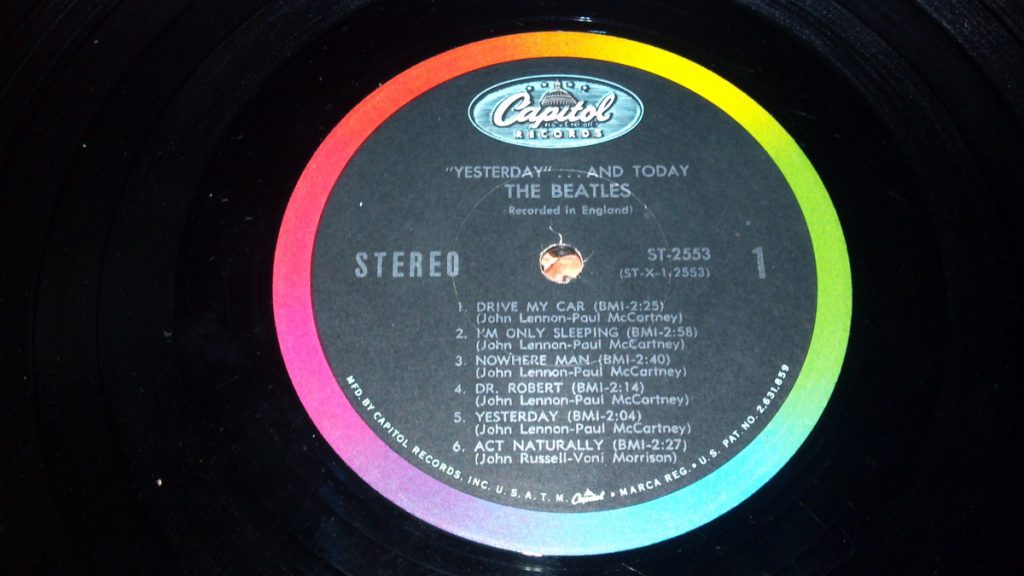 Capitol
RECORDS
"YESTERDAY" ... AND TODAY
THE BEATLES
(Recorded in England)
STEREO
ST-2553
(ST-X-1,2553)
1
1. DRIVE MY CAR (BMI-2:25)
(John Lennon-Paul McCartney)
2. I'M ONLY SLEEPING (BMI-2:58)
(John Lennon-Paul McCartney)
3. NOWHERE MAN (BMI-2:40)
(John Lennon-Paul McCartney)
4. DR. ROBERT (BMI-2:14)
(John Lennon-Paul McCartney)
5. YESTERDAY (BMI-2:04)
(John Lennon-Paul McCartney)
6. ACT NATURALLY (BMI-2:27)
(John Russell-Voni Morrison)
MFD. BY CAPITOL RECORDS, INC. U.S.A. T.M. Capitol • MARCA REG. • U.S. PAT. NO. 2,631,859